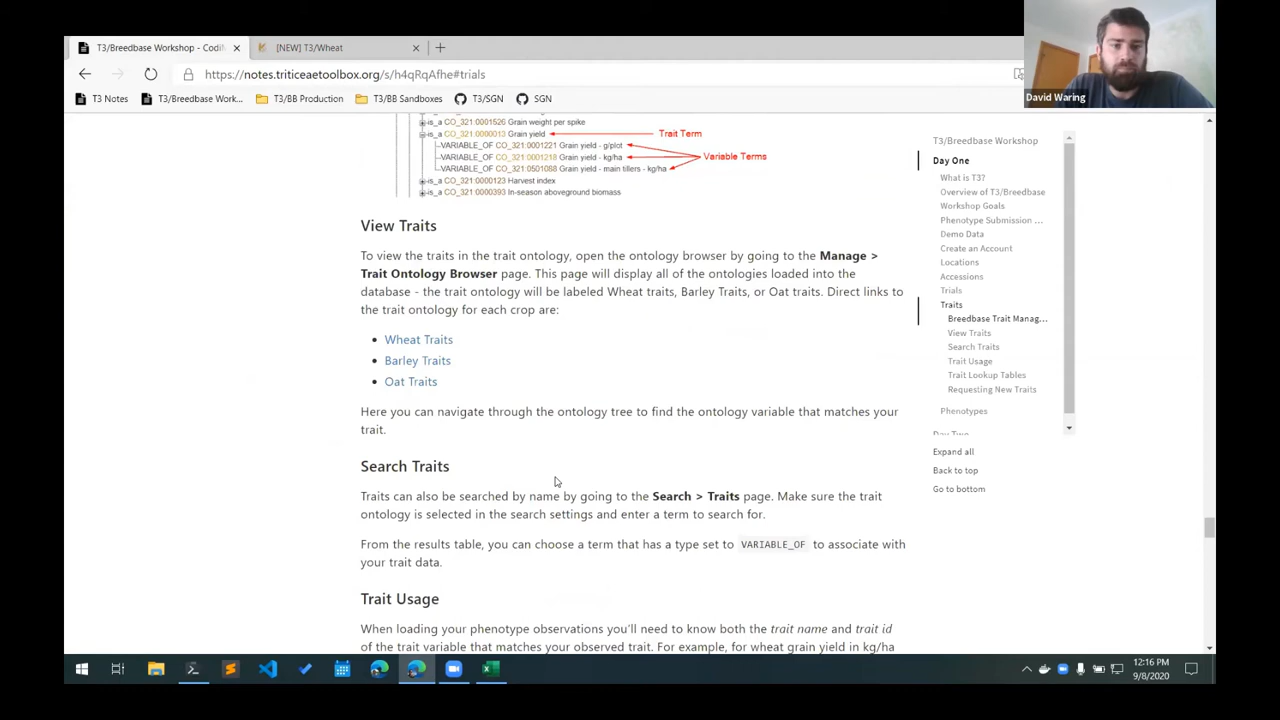 T3/Breedbase Workshop - CodiM
[NEW] T3/Wheat
https://notes.triticeaetoolbox.org/s/h4qRqAfhe#trials
T3 Notes
T3/Breedbase Work...
T3/BB Production
T3/BB Sandboxes
T3/SGN
SGN
David Waring
CO_321:0001526 Grain weight per spike
is_a CO_321:0000013 Grain yield
Trait Term
VARIABLE_OF CO_321:0001221 Grain yield - g/plot
VARIABLE_OF CO_321:0001218 Grain yield - kg/ha
Variable Terms
VARIABLE_OF CO_321:0501088 Grain yield - main tillers - kg/ha
is_a CO_321:0000123 Harvest index
is_a CO_321:0000393 In-season aboveground biomass
View Traits
To view the traits in the trait ontology, open the ontology browser by going to the Manage >
Trait Ontology Browser page. This page will display all of the ontologies loaded into the
database - the trait ontology will be labeled Wheat traits, Barley Traits, or Oat traits. Direct links to
the trait ontology for each crop are:
• Wheat Traits
• Barley Traits
• Oat Traits
Here you can navigate through the ontology tree to find the ontology variable that matches your
trait.
Search Traits
Traits can also be searched by name by going to the Search > Traits page. Make sure the trait
ontology is selected in the search settings and enter a term to search for.
From the results table, you can choose a term that has a type set to VARIABLE_OF to associate with
your trait data.
Trait Usage
When loading your phenotype observations you'll need to know both the trait name and trait id
of the trait variable that matches your observed trait. For example, for wheat grain yield in kg/ha
T3/Breedbase Workshop
Day One
What is T3?
Overview of T3/Breedbase
Workshop Goals
Phenotype Submission ...
Demo Data
Create an Account
Locations
Accessions
Trials
Traits
Breedbase Trait Manag...
View Traits
Search Traits
Trait Usage
Trait Lookup Tables
Requesting New Traits
Phenotypes
Day Two
Expand all
Back to top
Go to bottom
12:16 PM
9/8/2020